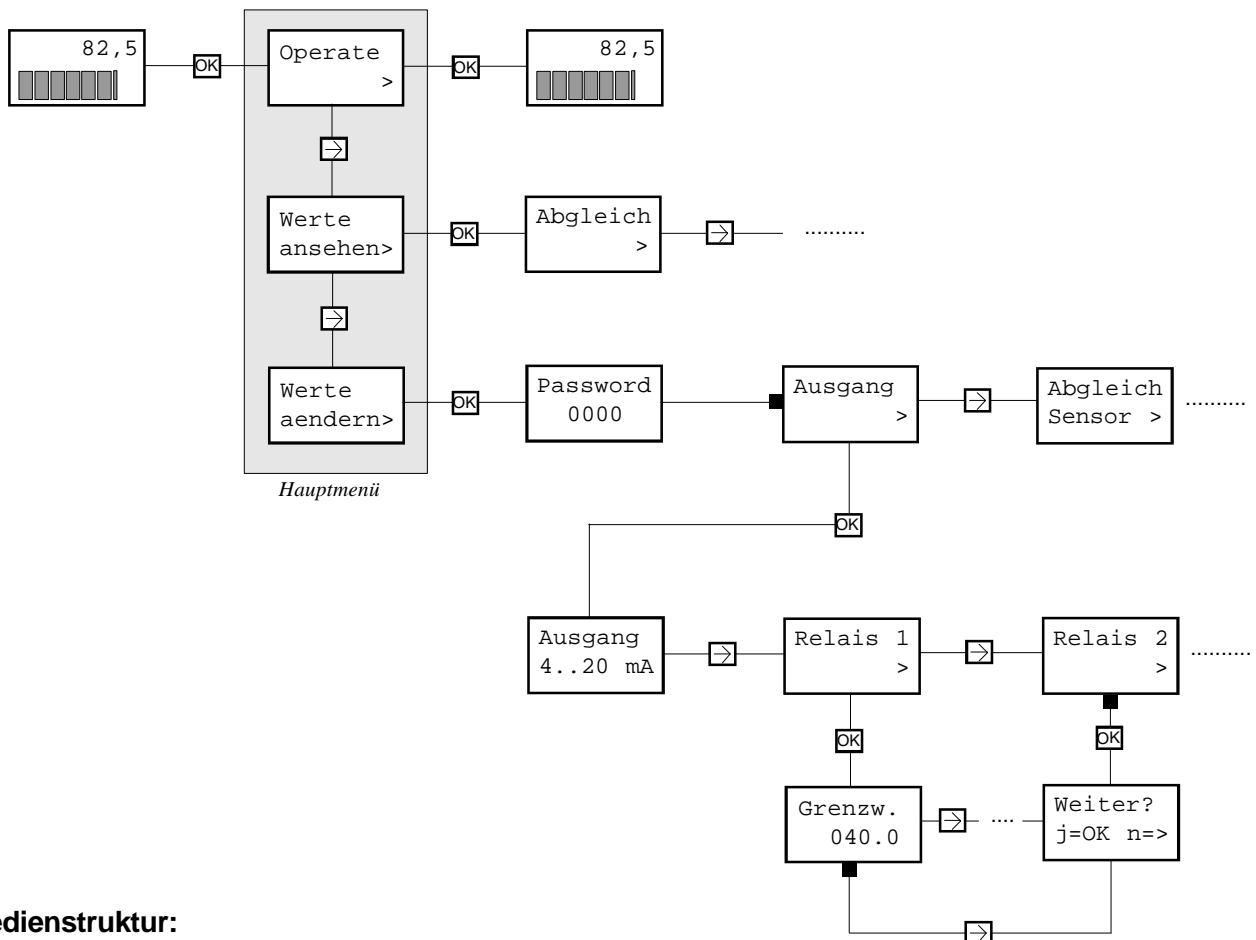 82,5
OK
Operate
>
OK
82,5
→
Werte
ansehen>
OK
Abgleich
>
→
..........
→
Werte
aendern>
OK
Password
0000
Ausgang
>
→
Abgleich
Sensor >
..........
Hauptmenü
OK
Ausgang
4..20 mA
→
Relais 1
>
→
Relais 2
>
..........
OK
OK
Grenzw.
040.0
→
....
Weiter?
j=OK n=>
→
edienstruktur: